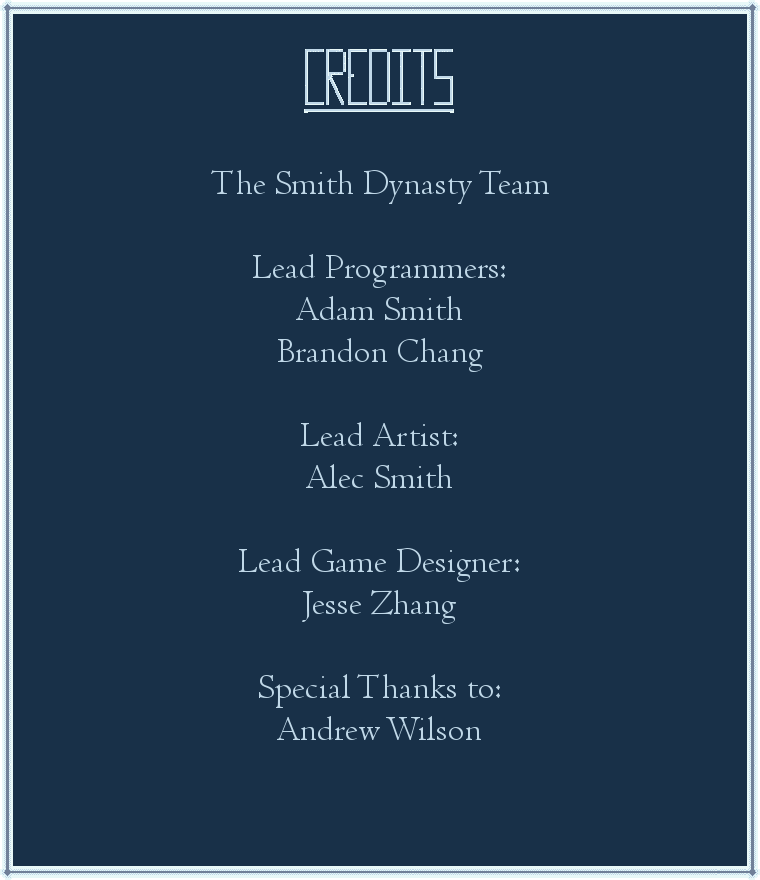 CREDITS
The Smith Dynasty Team
Lead Programmers:
Adam Smith
Brandon Chang
Lead Artist:
Alec Smith
Lead Game Designer:
Jesse Zhang
Special Thanks to:
Andrew Wilson